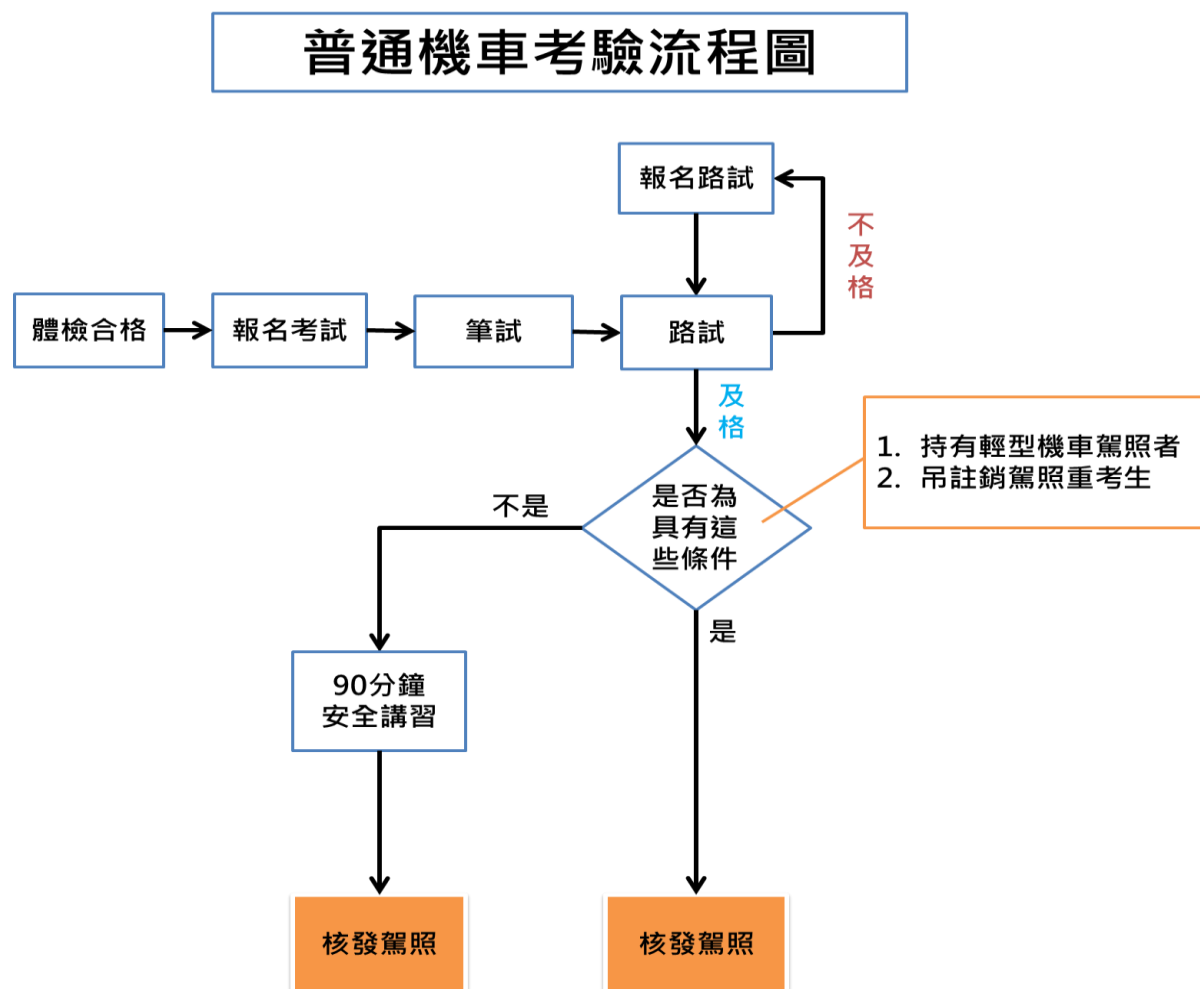 普通機車考驗流程圖
報名路試
不
及
格
體檢合格
報名考試
筆試
路試
及
格
1. 持有輕型機車駕照者
2. 吊註銷駕照重考生
是否為
具有這
些條件
不是
是
90分鐘
安全講習
核發駕照
核發駕照